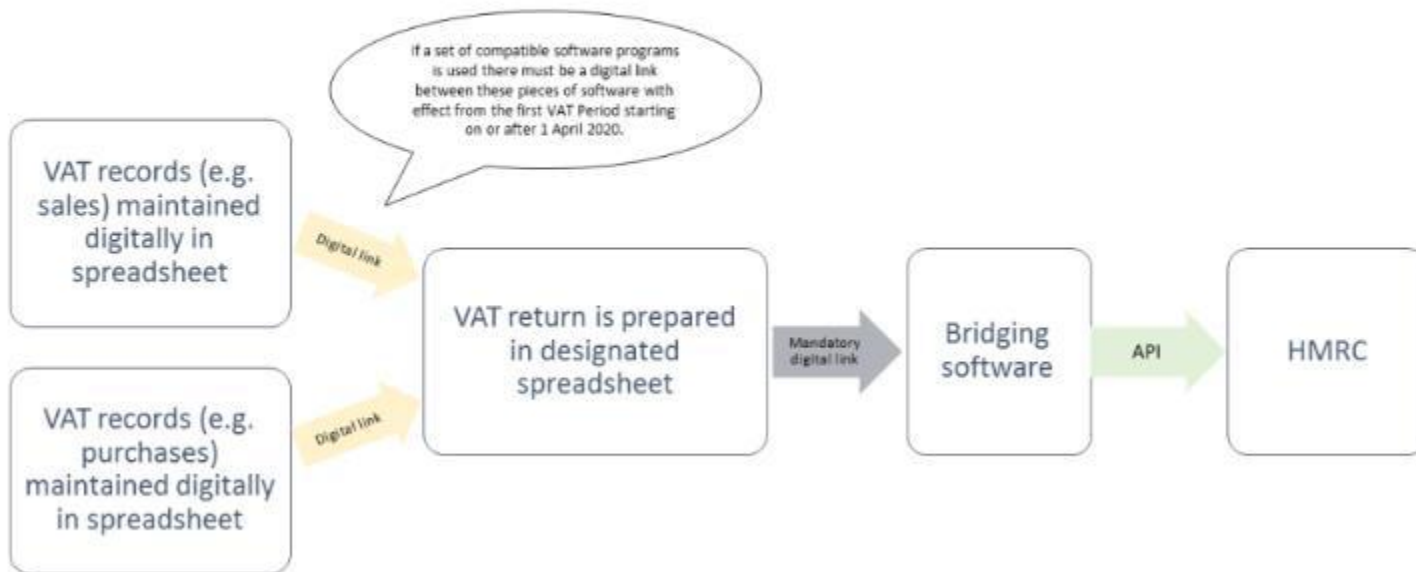 If a set of compatible software programs
is used there must be a digital link
between these pieces of software with
effect from the first VAT Period starting
on or after 1 April 2020.
VAT records (e.g.
sales) maintained
digitally in
spreadsheet
Digital link
VAT records (e.g.
purchases)
maintained digitally
in spreadsheet
Digital link
VAT return is prepared
in designated
spreadsheet
Mandatory
digital link
Bridging
software
API
HMRC